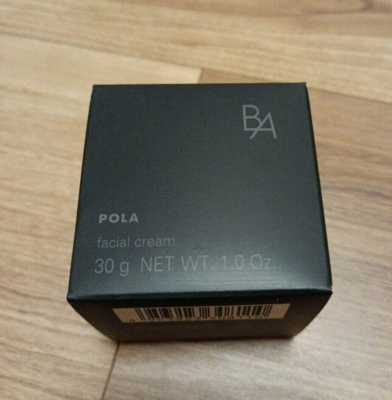 BA
POLA
facial cream
30 g NET WT. 1.0 Oz.